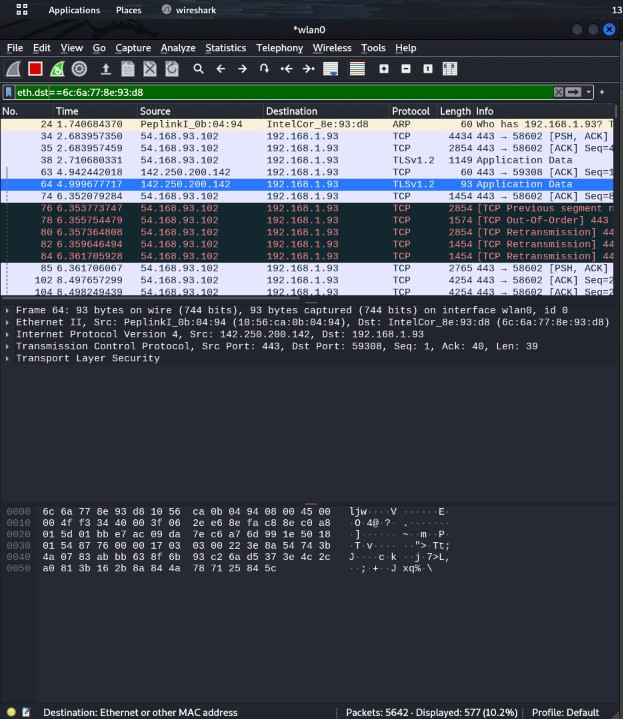 Applications Places wireshark 13
*wlan0
File Edit View Go Capture Analyze Statistics Telephony Wireless Tools Help
eth.dst==6c:6a:77:8e:93:d8
No. Time Source Destination Protocol Length Info
24 1.740684370 PeplinkI_0b:04:94 IntelCor_8e:93:d8 ARP 60 Who has 192.168.1.93? T
34 2.683957350 54.168.93.102 192.168.1.93 TCP 4434 443 → 58602 [PSH, ACK]
35 2.683957459 54.168.93.102 192.168.1.93 TCP 2854 443 → 58602 [ACK] Seq=4
38 2.710680331 54.168.93.102 192.168.1.93 TLSv1.2 1149 Application Data
63 4.942442018 142.250.200.142 192.168.1.93 TCP 60 443 → 59308 [ACK] Seq=1
64 4.999677717 142.250.200.142 192.168.1.93 TLSv1.2 93 Application Data
74 6.352079284 54.168.93.102 192.168.1.93 TCP 1454 443 → 58602 [ACK] Seq=8
76 6.353773747 54.168.93.102 192.168.1.93 TCP 2854 [TCP Previous segment n
78 6.355754479 54.168.93.102 192.168.1.93 TCP 1574 [TCP Out-Of-Order] 443
80 6.357364808 54.168.93.102 192.168.1.93 TCP 2854 [TCP Retransmission] 44
82 6.359646494 54.168.93.102 192.168.1.93 TCP 1454 [TCP Retransmission] 44
84 6.361705928 54.168.93.102 192.168.1.93 TCP 1454 [TCP Retransmission] 44
85 6.361706067 54.168.93.102 192.168.1.93 TCP 2765 443 → 58602 [PSH, ACK]
102 8.497657299 54.168.93.102 192.168.1.93 TCP 4254 443 → 58602 [ACK] Seq=2
104 8.498249439 54.168.93.102 192.168.1.93 TCP 4254 443 → 58602 [ACK] Seq=2
Frame 64: 93 bytes on wire (744 bits), 93 bytes captured (744 bits) on interface wlan0, id 0
Ethernet II, Src: PeplinkI_0b:04:94 (10:56:ca:0b:04:94), Dst: IntelCor_8e:93:d8 (6c:6a:77:8e:93:d8)
Internet Protocol Version 4, Src: 142.250.200.142, Dst: 192.168.1.93
Transmission Control Protocol, Src Port: 443, Dst Port: 59308, Seq: 1, Ack: 40, Len: 39
Transport Layer Security
0000 6c 6a 77 8e 93 d8 10 56 ca 0b 04 94 08 00 45 00 ljw····V ······E·
0010 00 4f f3 34 40 00 3f 06 2e e6 8e fa c8 8e c0 a8 ·O·4@·?· .·······
0020 01 5d 01 bb e7 ac 09 da 7e c6 a7 6d 99 1e 50 18 ·]······ ~··m··P·
0030 01 54 87 76 00 00 17 03 03 00 22 3e 8a 54 74 3b ·T·v···· ··">·Tt;
0040 4a 07 83 ab bb 63 8f 6b 93 c2 6a d5 37 3e 4c 2c J····c·k ··j·7>L,
0050 a0 81 3b 16 2b 8a 84 4a 78 71 25 84 5c ··;·+··J xq%·\
Destination: Ethernet or other MAC address Packets: 5642 · Displayed: 577 (10.2%) Profile: Default